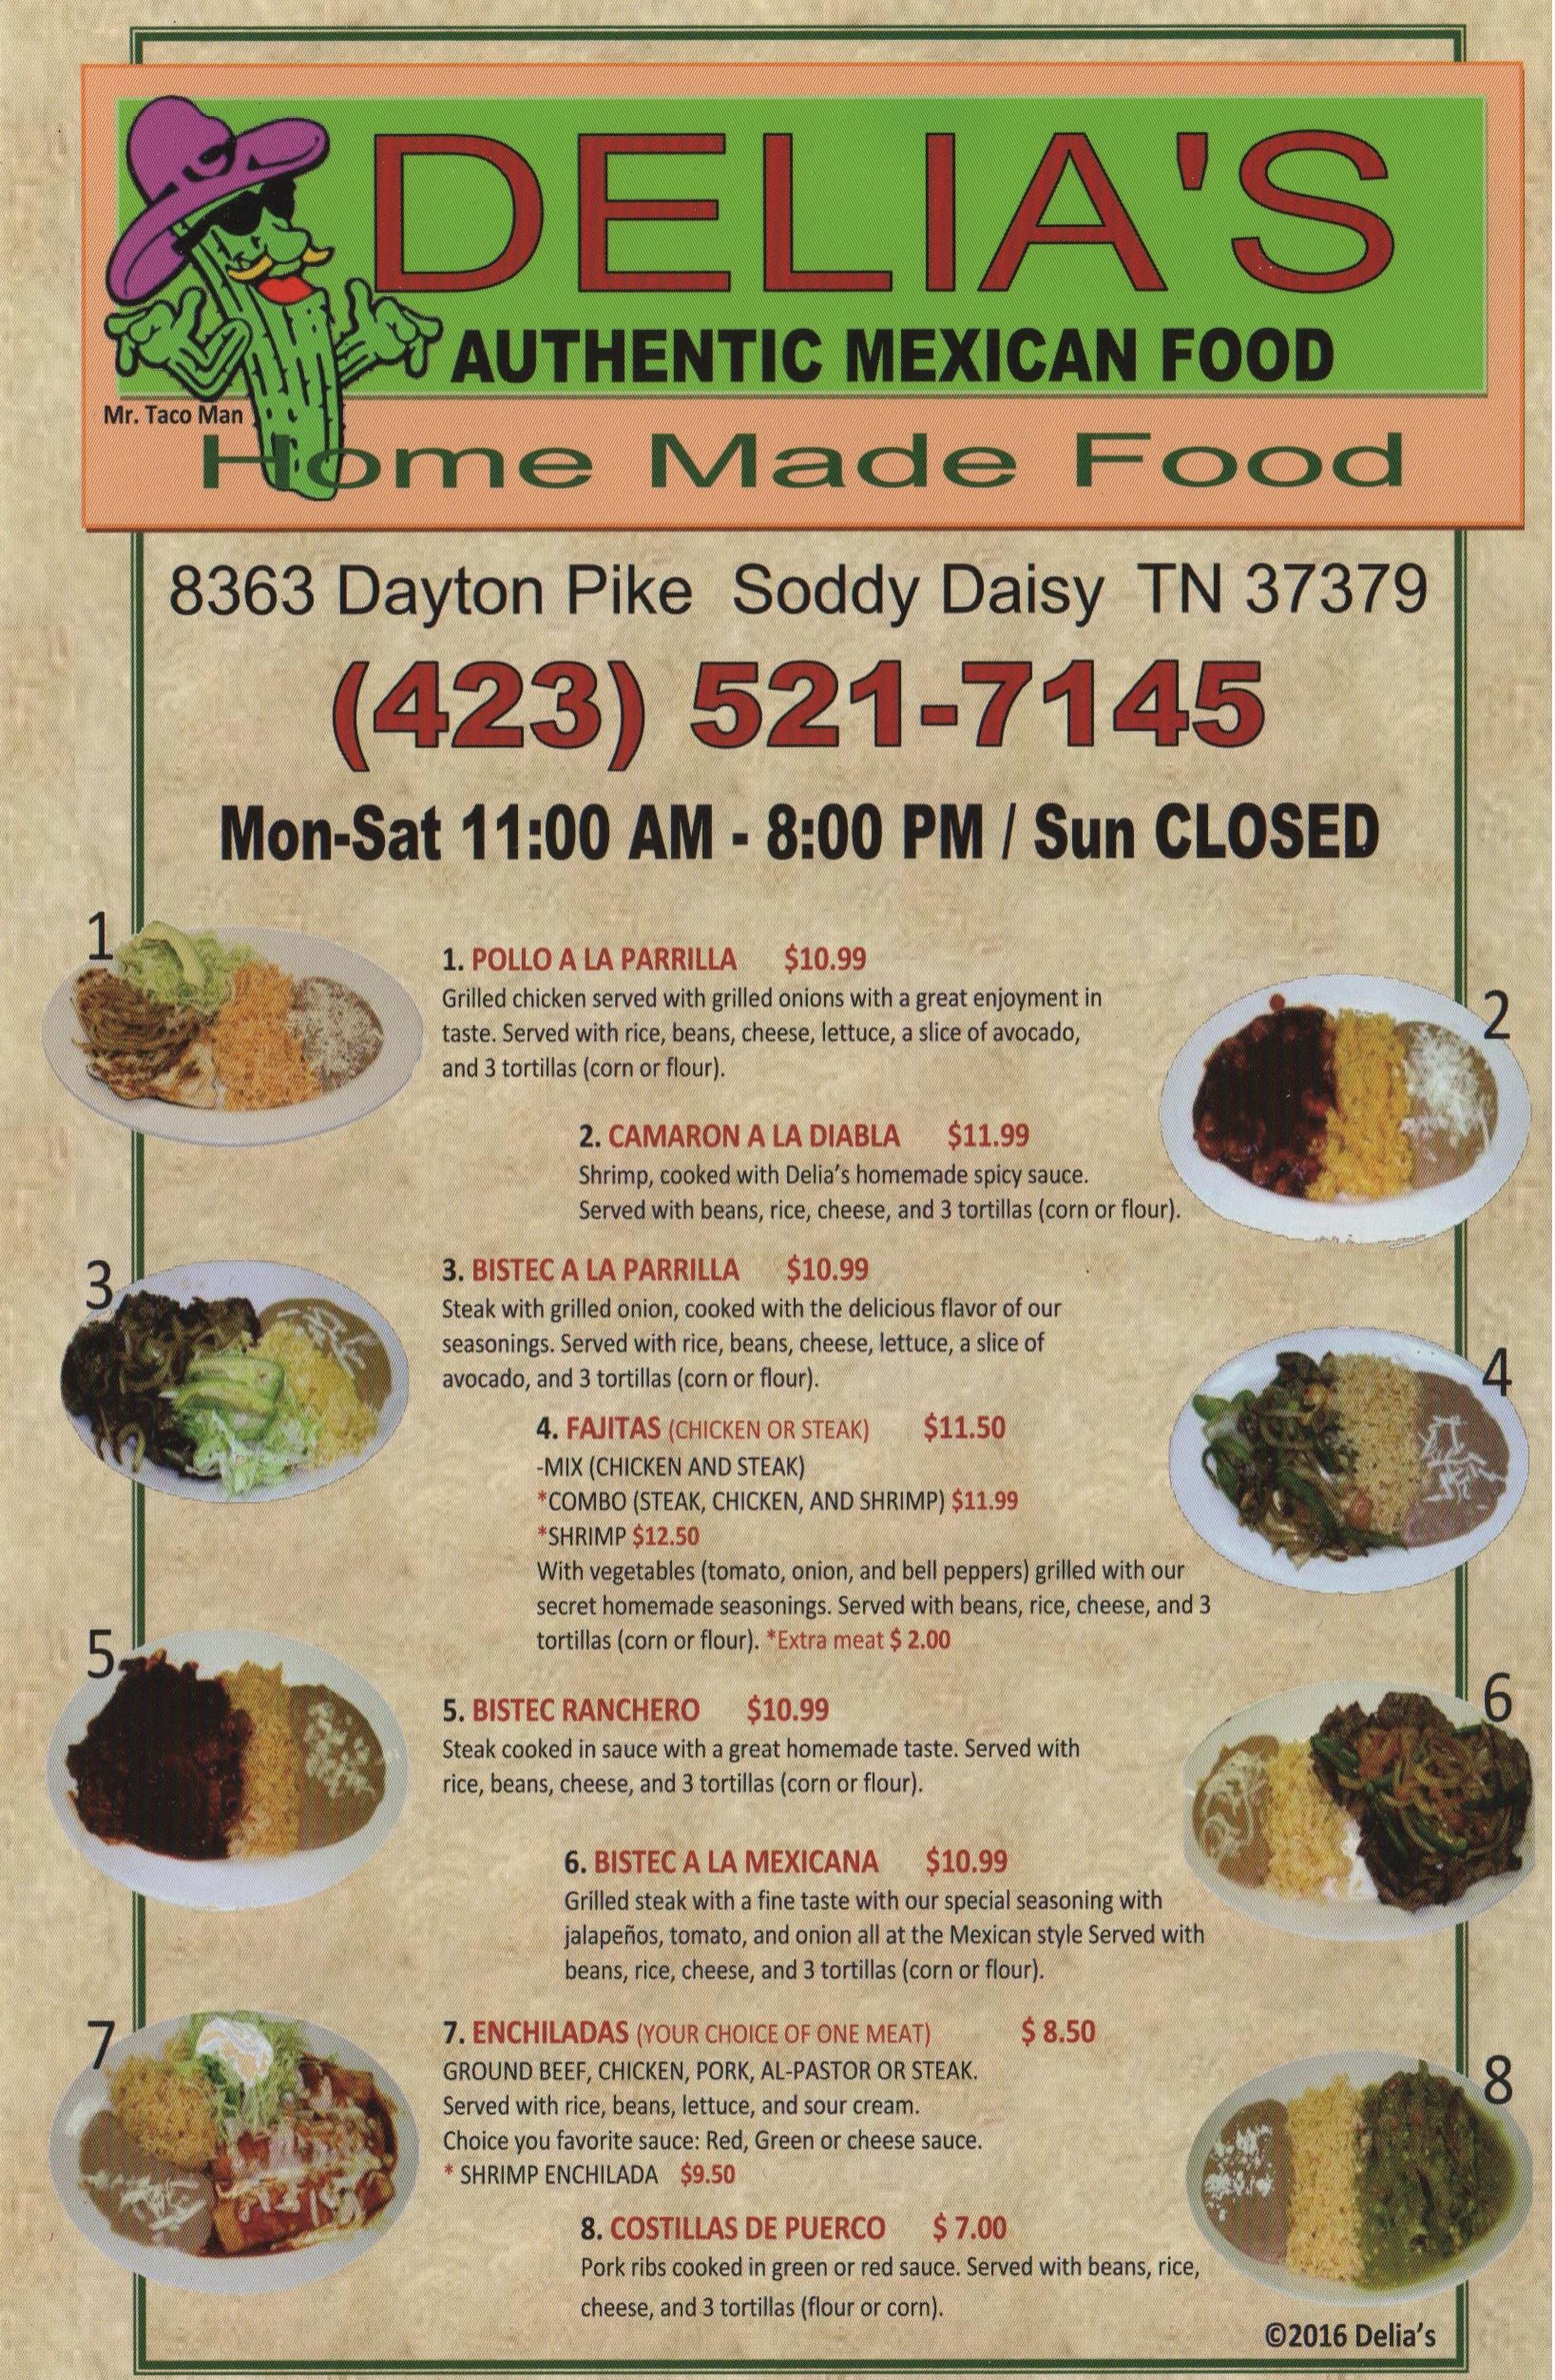 DELIA'S
AUTHENTIC MEXICAN FOOD
Mr. Taco Man
Home Made Food
8363 Dayton Pike Soddy Daisy TN 37379
(423) 521-7145
Mon-Sat 11:00 AM - 8:00 PM / Sun CLOSED
1
1. POLLO A LA PARRILLA $10.99
Grilled chicken served with grilled onions with a great enjoyment in
taste. Served with rice, beans, cheese, lettuce, a slice of avocado,
and 3 tortillas (corn or flour).
2
2. CAMARON A LA DIABLA $11.99
Shrimp, cooked with Delia's homemade spicy sauce.
Served with beans, rice, cheese, and 3 tortillas (corn or flour).
3
3. BISTEC A LA PARRILLA $10.99
Steak with grilled onion, cooked with the delicious flavor of our
seasonings. Served with rice, beans, cheese, lettuce, a slice of
avocado, and 3 tortillas (corn or flour).
4
4. FAJITAS (CHICKEN OR STEAK) $11.50
-MIX (CHICKEN AND STEAK)
*COMBO (STEAK, CHICKEN, AND SHRIMP) $11.99
*SHRIMP $12.50
With vegetables (tomato, onion, and bell peppers) grilled with our
secret homemade seasonings. Served with beans, rice, cheese, and 3
tortillas (corn or flour). *Extra meat $ 2.00
5
5. BISTEC RANCHERO $10.99
Steak cooked in sauce with a great homemade taste. Served with
rice, beans, cheese, and 3 tortillas (corn or flour).
6
6. BISTEC A LA MEXICANA $10.99
Grilled steak with a fine taste with our special seasoning with
jalapeños, tomato, and onion all at the Mexican style Served with
beans, rice, cheese, and 3 tortillas (corn or flour).
7
7. ENCHILADAS (YOUR CHOICE OF ONE MEAT) $ 8.50
GROUND BEEF, CHICKEN, PORK, AL-PASTOR OR STEAK.
Served with rice, beans, lettuce, and sour cream.
Choice you favorite sauce: Red, Green or cheese sauce.
* SHRIMP ENCHILADA $9.50
8
8. COSTILLAS DE PUERCO $ 7.00
Pork ribs cooked in green or red sauce. Served with beans, rice,
cheese, and 3 tortillas (flour or corn).
©2016 Delia's